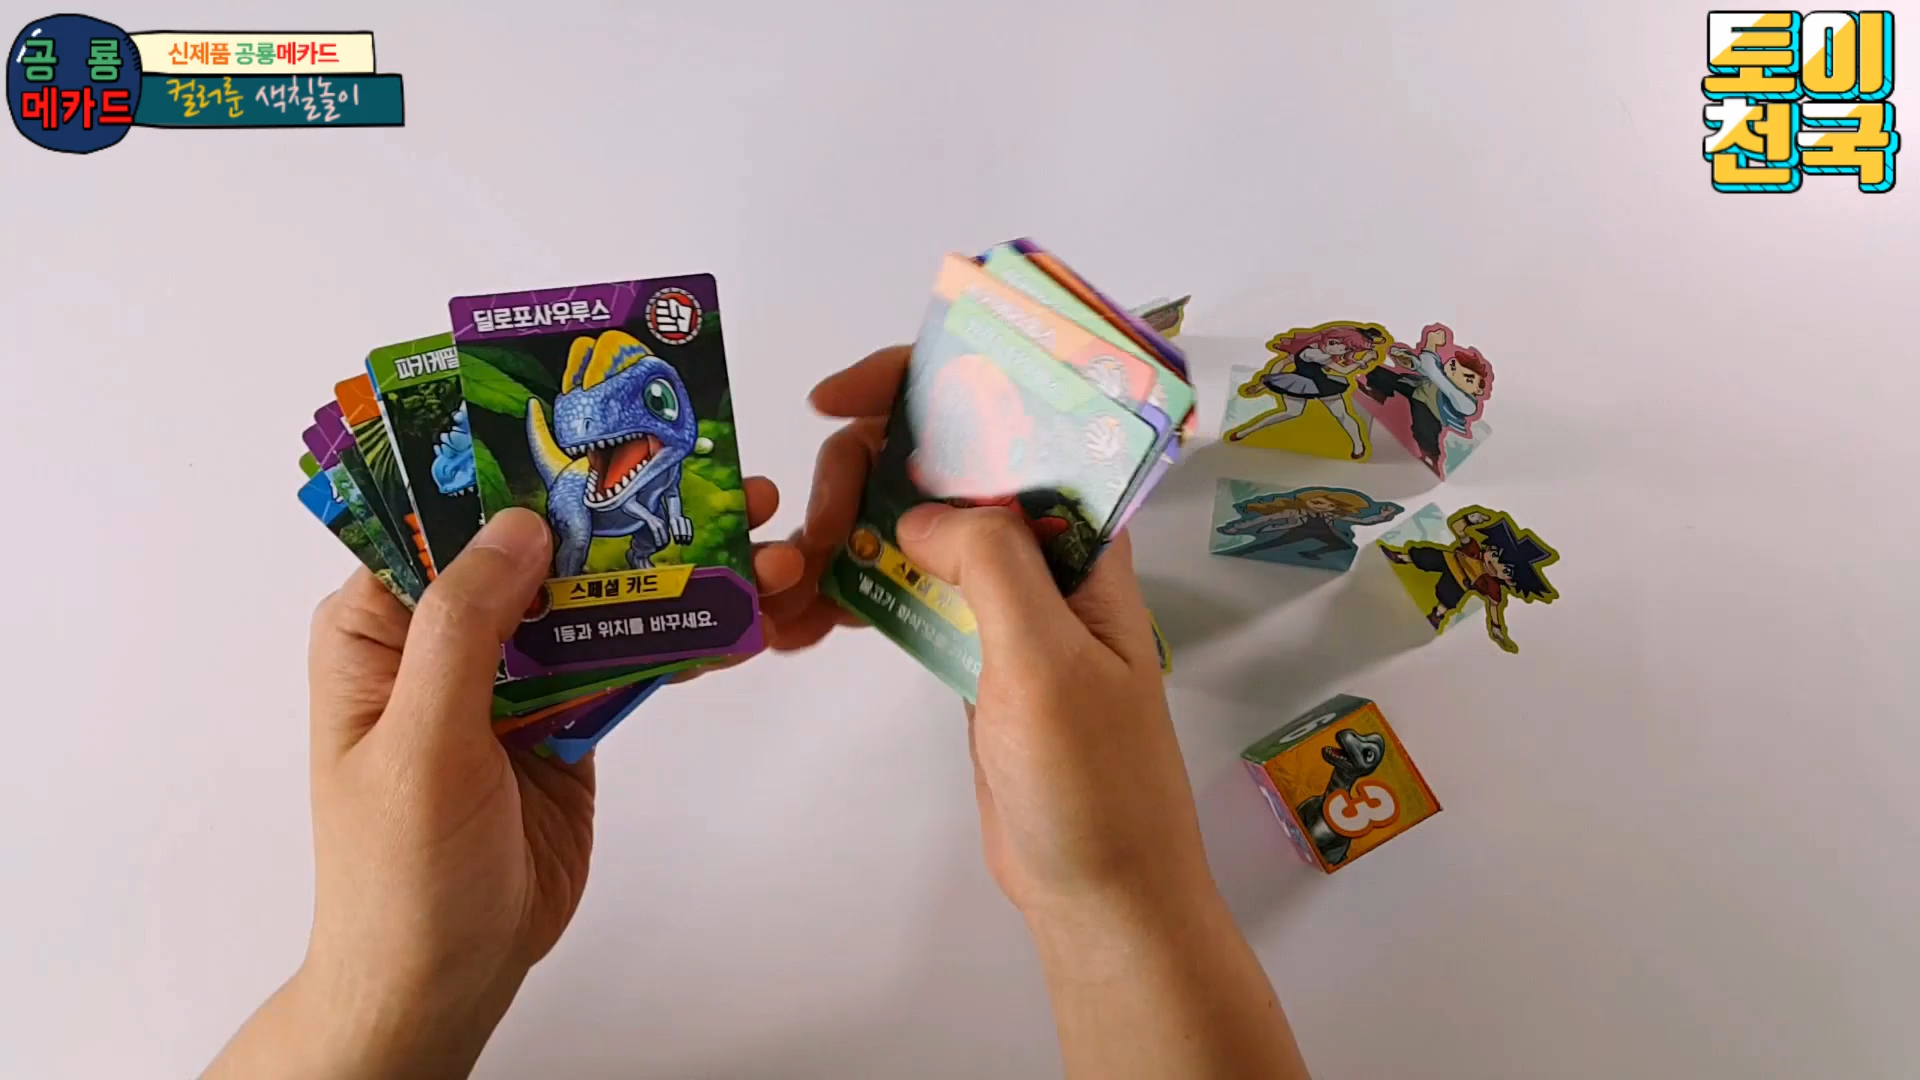 공룡
메카드
신제품 공룡메카드
컬러룬 색칠놀이
토이
천국
딜로포사우루스
파키케팔
스페셜 카드
1등과 위치를 바꾸세요.
3